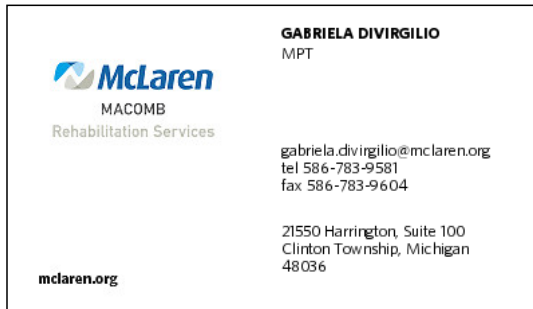 McLaren
MACOMB
Rehabilitation Services
mclaren.org
GABRIELA DIVIRGILIO
MPT
gabriela.divirgilio@mclaren.org
tel 586-783-9581
fax 586-783-9604
21550 Harrington, Suite 100
Clinton Township, Michigan
48036